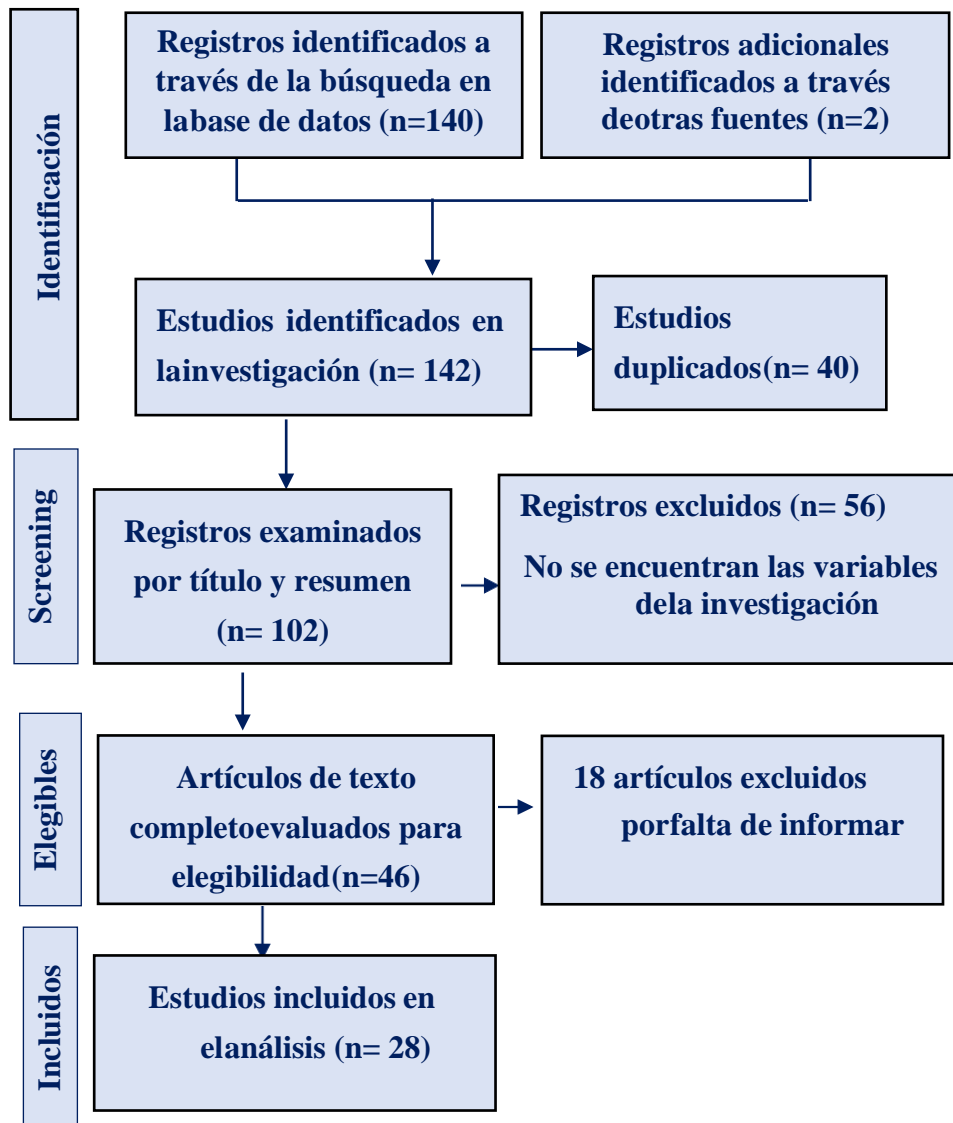 Identificación
Registros identificados a
través de la búsqueda en
labase de datos (n=140)
Registros adicionales
identificados a través
deotras fuentes (n=2)
Estudios identificados en
lainvestigación (n= 142)
Estudios
duplicados(n= 40)
Screening
Registros examinados
por título y resumen
(n= 102)
Registros excluidos (n= 56)
No se encuentran las variables
dela investigación
Elegibles
Artículos de texto
completoevaluados para
elegibilidad(n=46)
18 artículos excluidos
porfalta de informar
Incluidos
Estudios incluidos en
elanálisis (n= 28)